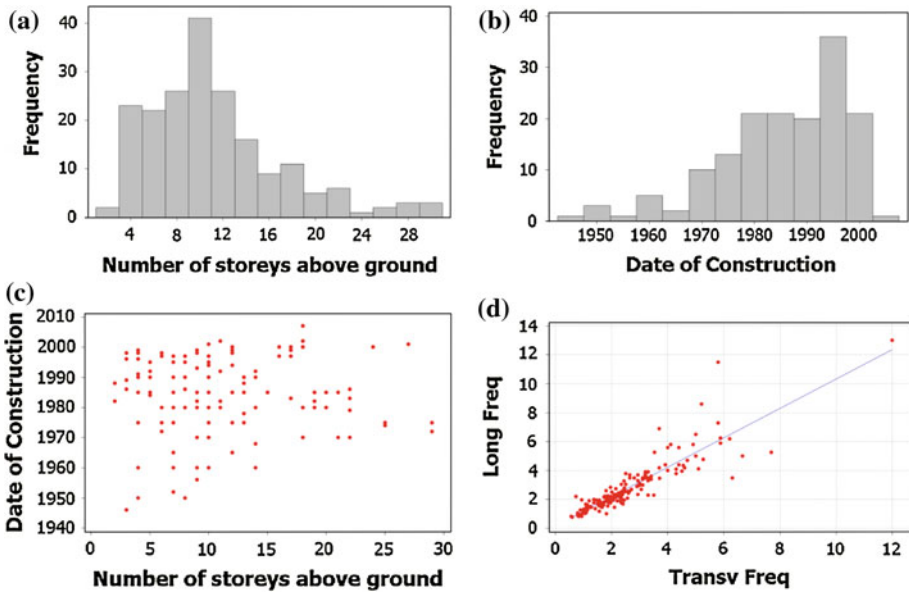 (a)
Frequency
40
30
20
10
0
4 8 12 16 20 24 28
Number of storeys above ground
(b)
Frequency
40
30
20
10
0
1950 1960 1970 1980 1990 2000
Date of Construction
(c)
Date of Construction
2010
2000
1990
1980
1970
1960
1950
1940
0 5 10 15 20 25 30
Number of storeys above ground
(d)
Long Freq
14
12
10
8
6
4
2
0
0 2 4 6 8 10 12
Transv Freq